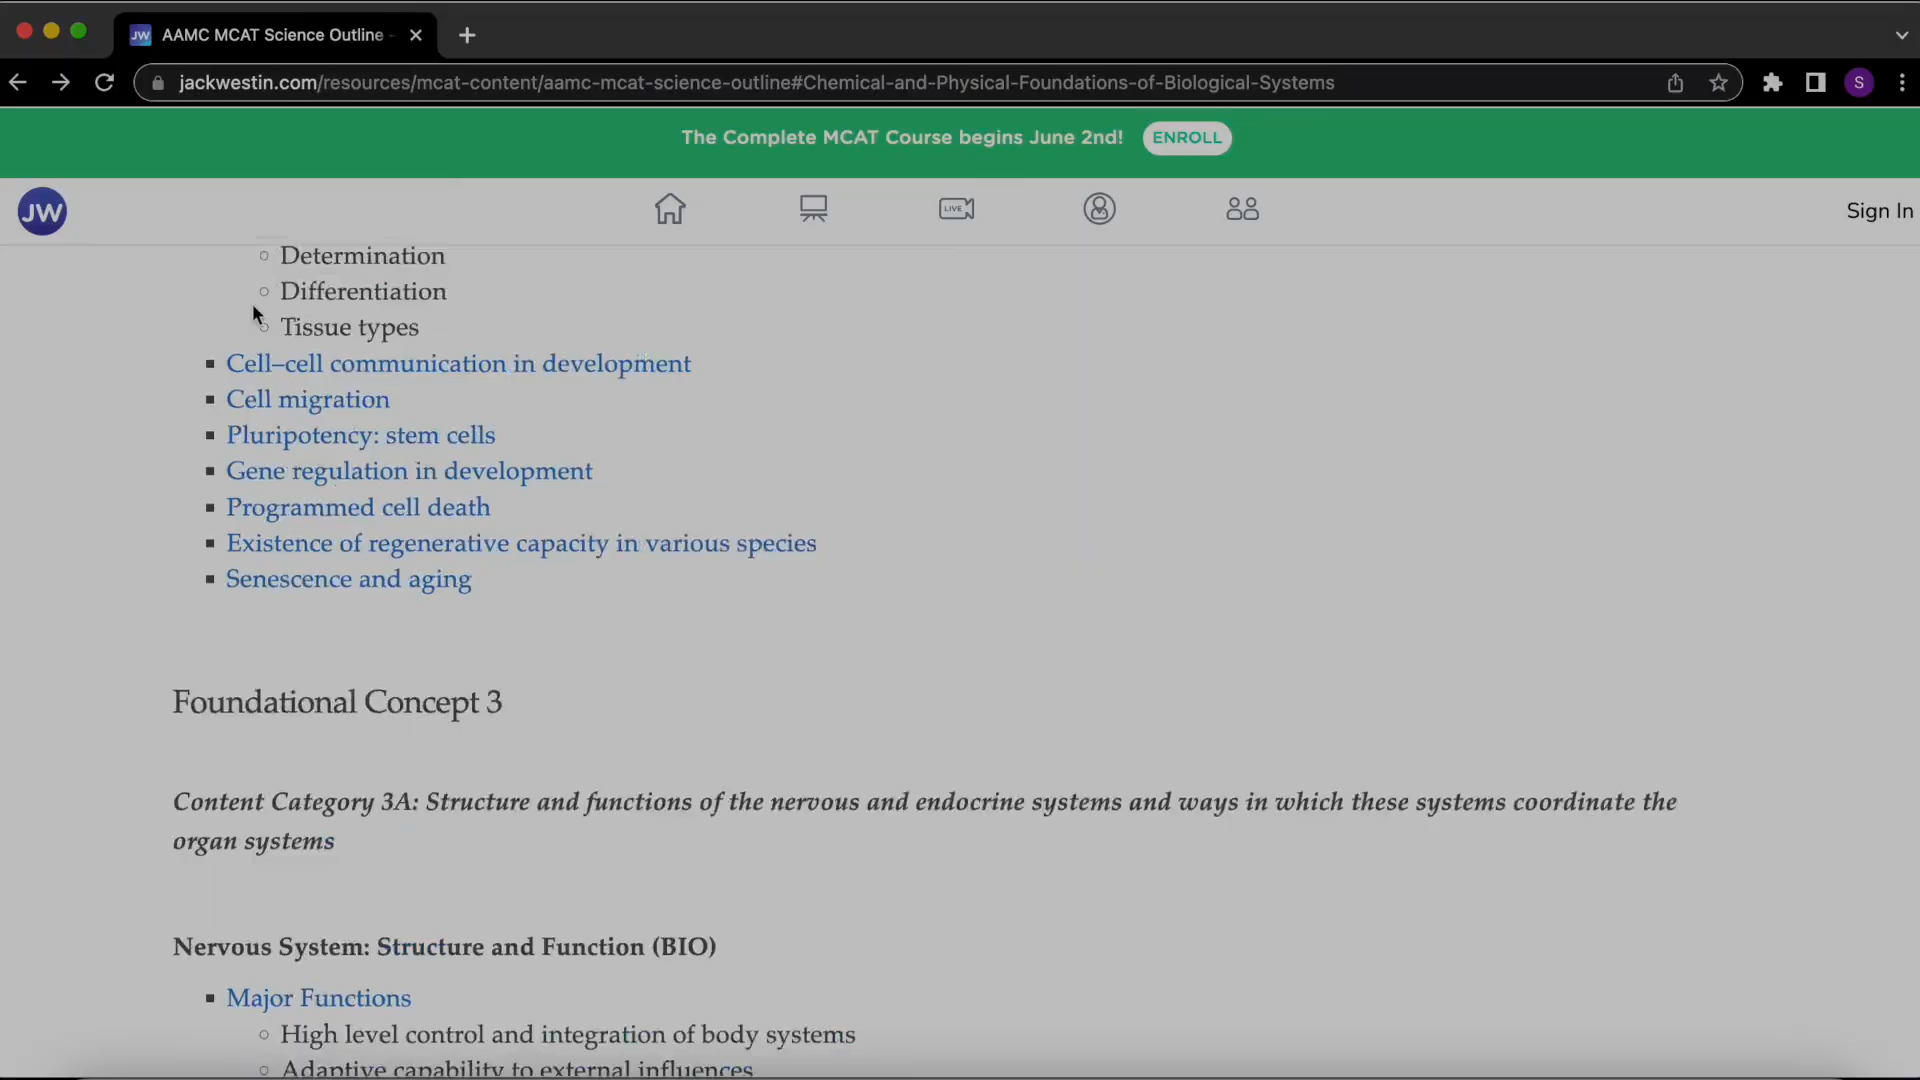 JW AAMC MCAT Science Outline -
jackwestin.com/resources/mcat-content/aamc-mcat-science-outline#Chemical-and-Physical-Foundations-of-Biological-Systems
S
The Complete MCAT Course begins June 2nd! ENROLL
JW
LIVE
Sign In
Determination
Differentiation
Tissue types
Cell–cell communication in development
Cell migration
Pluripotency: stem cells
Gene regulation in development
Programmed cell death
Existence of regenerative capacity in various species
Senescence and aging
Foundational Concept 3
Content Category 3A: Structure and functions of the nervous and endocrine systems and ways in which these systems coordinate the
organ systems
Nervous System: Structure and Function (BIO)
Major Functions
High level control and integration of body systems
Adaptive capability to external influences